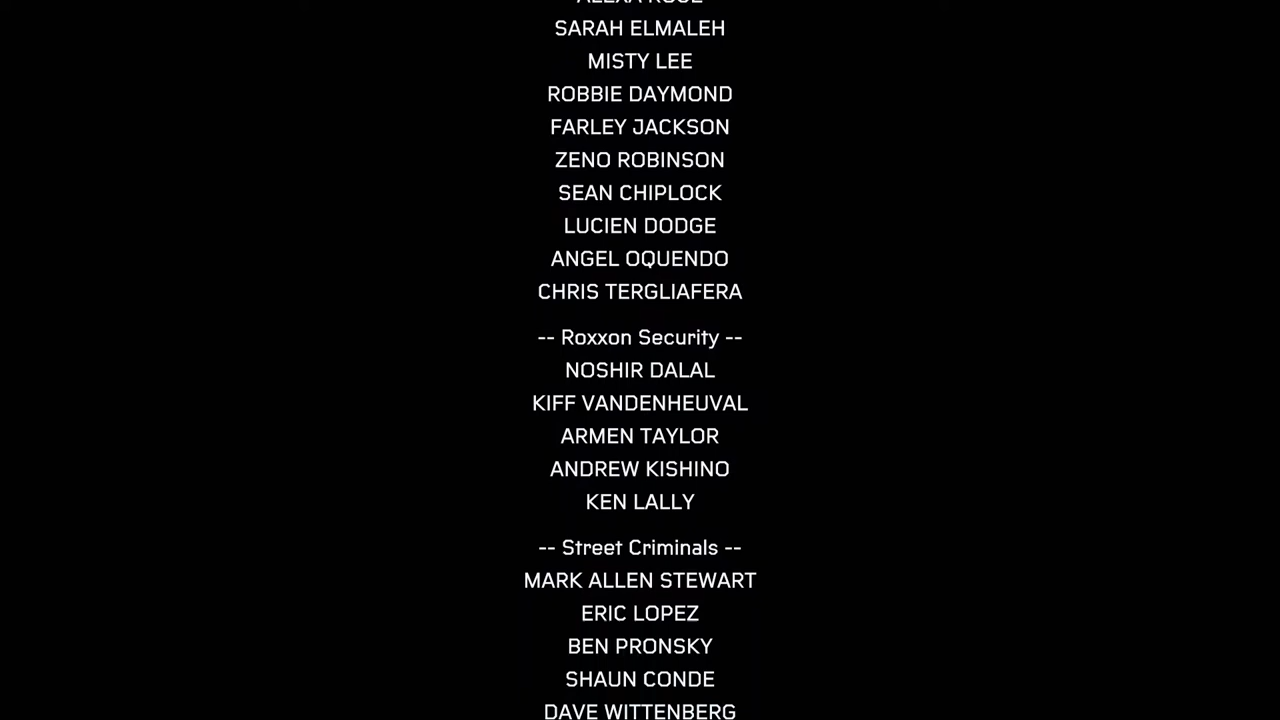 SARAH ELMALEH
MISTY LEE
ROBBIE DAYMOND
FARLEY JACKSON
ZENO ROBINSON
SEAN CHIPLOCK
LUCIEN DODGE
ANGEL OQUENDO
CHRIS TERGLIAFERA
-- Roxxon Security --
NOSHIR DALAL
KIFF VANDENHEUVAL
ARMEN TAYLOR
ANDREW KISHINO
KEN LALLY
-- Street Criminals --
MARK ALLEN STEWART
ERIC LOPEZ
BEN PRONSKY
SHAUN CONDE
DAVE WITTENBERG